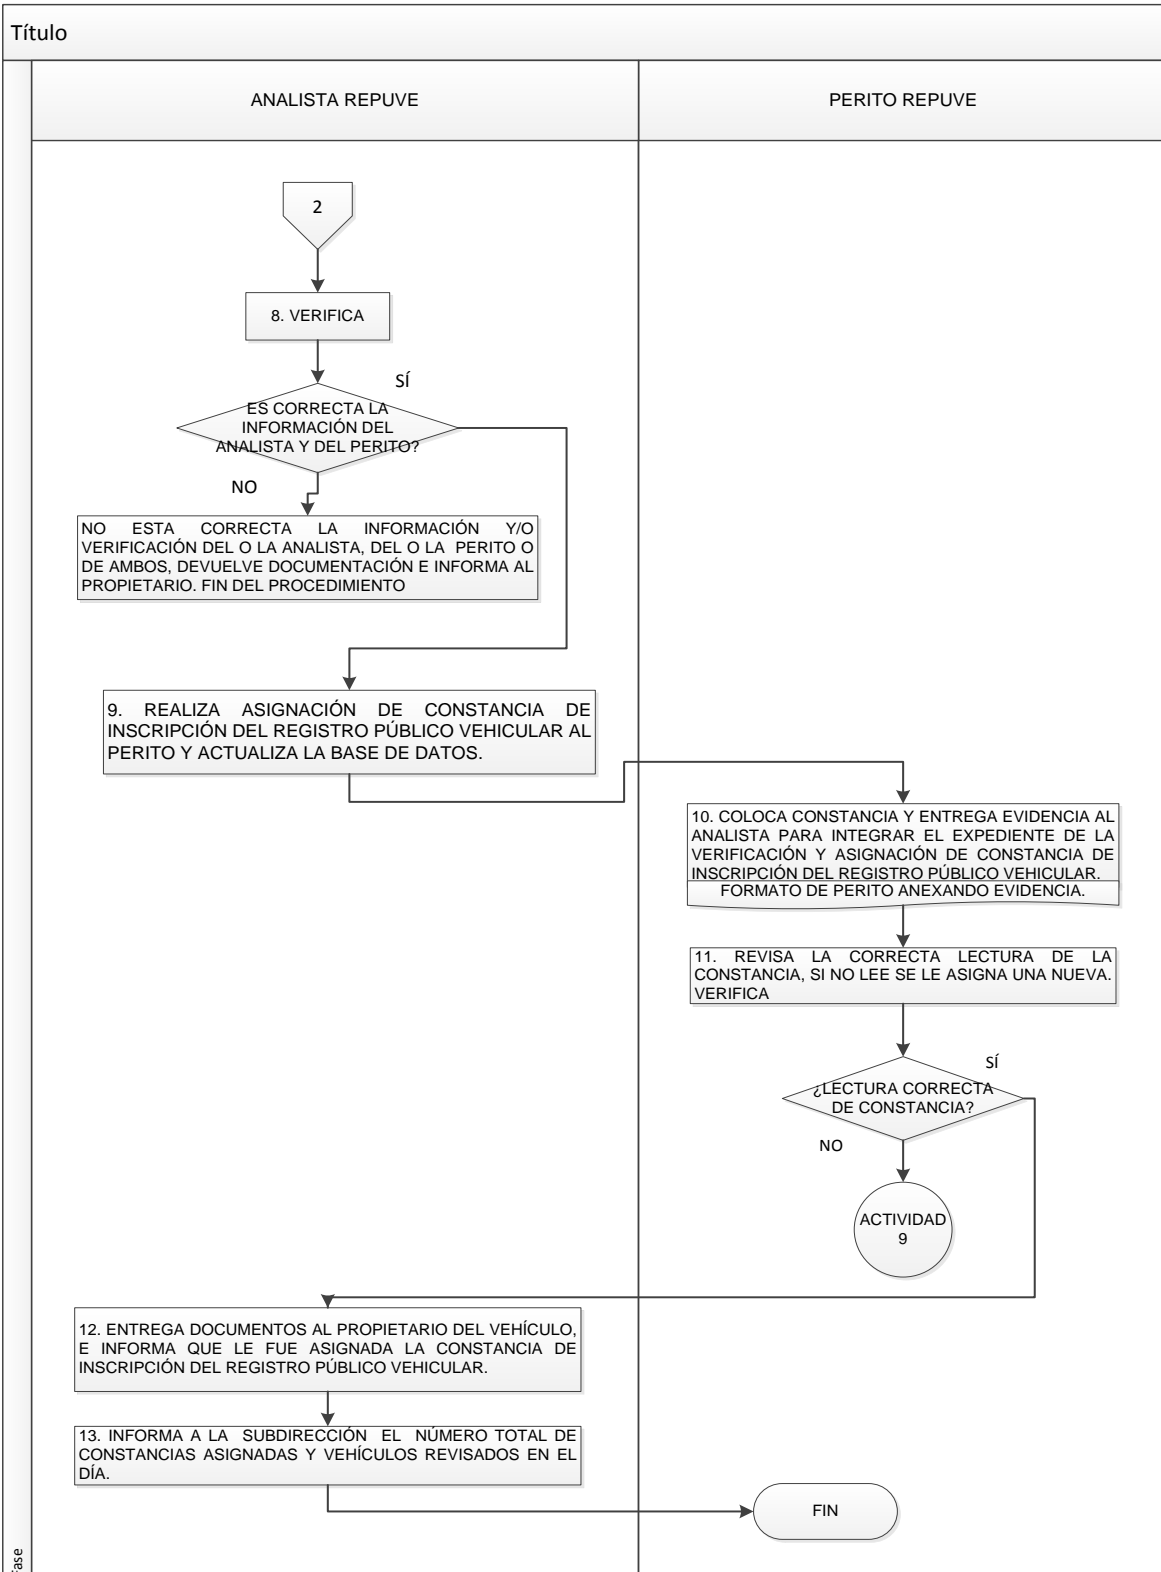 Título
ANALISTA REPUVE
PERITO REPUVE
2
8. VERIFICA
SÍ
ES CORRECTA LA
INFORMACIÓN DEL
ANALISTA Y DEL PERITO?
NO
NO ESTA CORRECTA LA INFORMACIÓN Y/O
VERIFICACIÓN DEL O LA ANALISTA, DEL O LA PERITO O
DE AMBOS, DEVUELVE DOCUMENTACIÓN E INFORMA AL
PROPIETARIO. FIN DEL PROCEDIMIENTO
9. REALIZA ASIGNACIÓN DE CONSTANCIA DE
INSCRIPCIÓN DEL REGISTRO PÚBLICO VEHICULAR AL
PERITO Y ACTUALIZA LA BASE DE DATOS.
10. COLOCA CONSTANCIA Y ENTREGA EVIDENCIA AL
ANALISTA PARA INTEGRAR EL EXPEDIENTE DE LA
VERIFICACIÓN Y ASIGNACIÓN DE CONSTANCIA DE
INSCRIPCIÓN DEL REGISTRO PÚBLICO VEHICULAR.
FORMATO DE PERITO ANEXANDO EVIDENCIA.
11. REVISA LA CORRECTA LECTURA DE LA
CONSTANCIA, SI NO LEE SE LE ASIGNA UNA NUEVA.
VERIFICA
SÍ
¿LECTURA CORRECTA
DE CONSTANCIA?
NO
ACTIVIDAD
9
12. ENTREGA DOCUMENTOS AL PROPIETARIO DEL VEHÍCULO,
E INFORMA QUE LE FUE ASIGNADA LA CONSTANCIA DE
INSCRIPCIÓN DEL REGISTRO PÚBLICO VEHICULAR.
13. INFORMA A LA SUBDIRECCIÓN EL NÚMERO TOTAL DE
CONSTANCIAS ASIGNADAS Y VEHÍCULOS REVISADOS EN EL
DÍA.
FIN